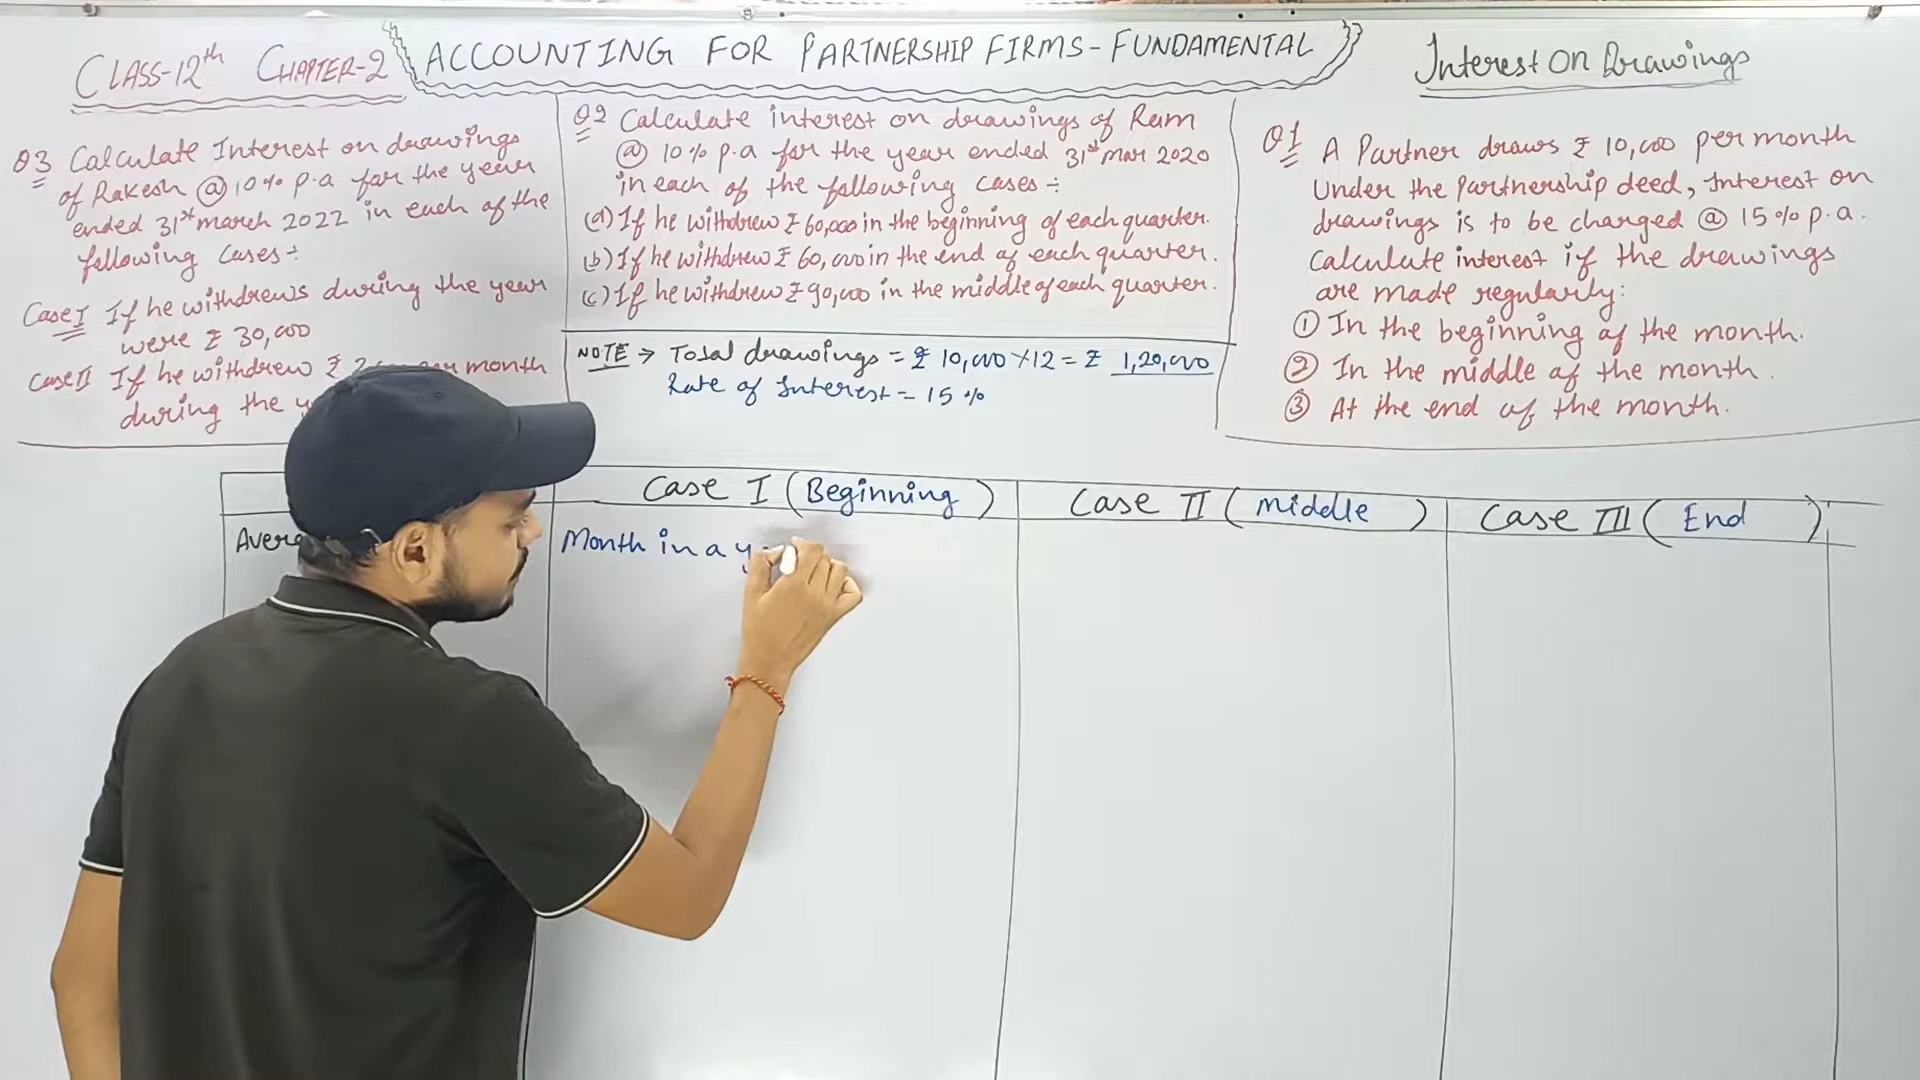 CLASS-12th CHAPTER-2
ACCOUNTING FOR PARTNERSHIP FIRMS-FUNDAMENTAL
Interest On Drawings
Q3 Calculate Interest on drawings
of Rakesh @ 10% p.a for the year
ended 31st march 2022 in each of the
following Cases:-
Case I If he withdrews during the year
were ₹ 30,000
Case II If he withdrew ₹ per month
during the
Q2 Calculate interest on drawings of Ram
@ 10% p.a for the year ended 31st Mar 2020
in each of the following cases:-
(a) If he withdrew ₹ 60,000 in the beginning of each quarter.
(b) If he withdrew ₹ 60,000 in the end of each quarter.
(c) If he withdrew ₹ 90,000 in the middle of each quarter.
NOTE → Total drawings = ₹ 10,000 × 12 = ₹ 1,20,000
Rate of Interest = 15 %
Q1 A Partner draws ₹ 10,000 per month
Under the Partnership deed, Interest on
drawings is to be charged @ 15% p.a.
Calculate interest if the drawings
are made regularly:
① In the beginning of the month.
② In the middle of the month.
③ At the end of the month.
Case I (Beginning) Case II (Middle) Case III (End)
Month in a